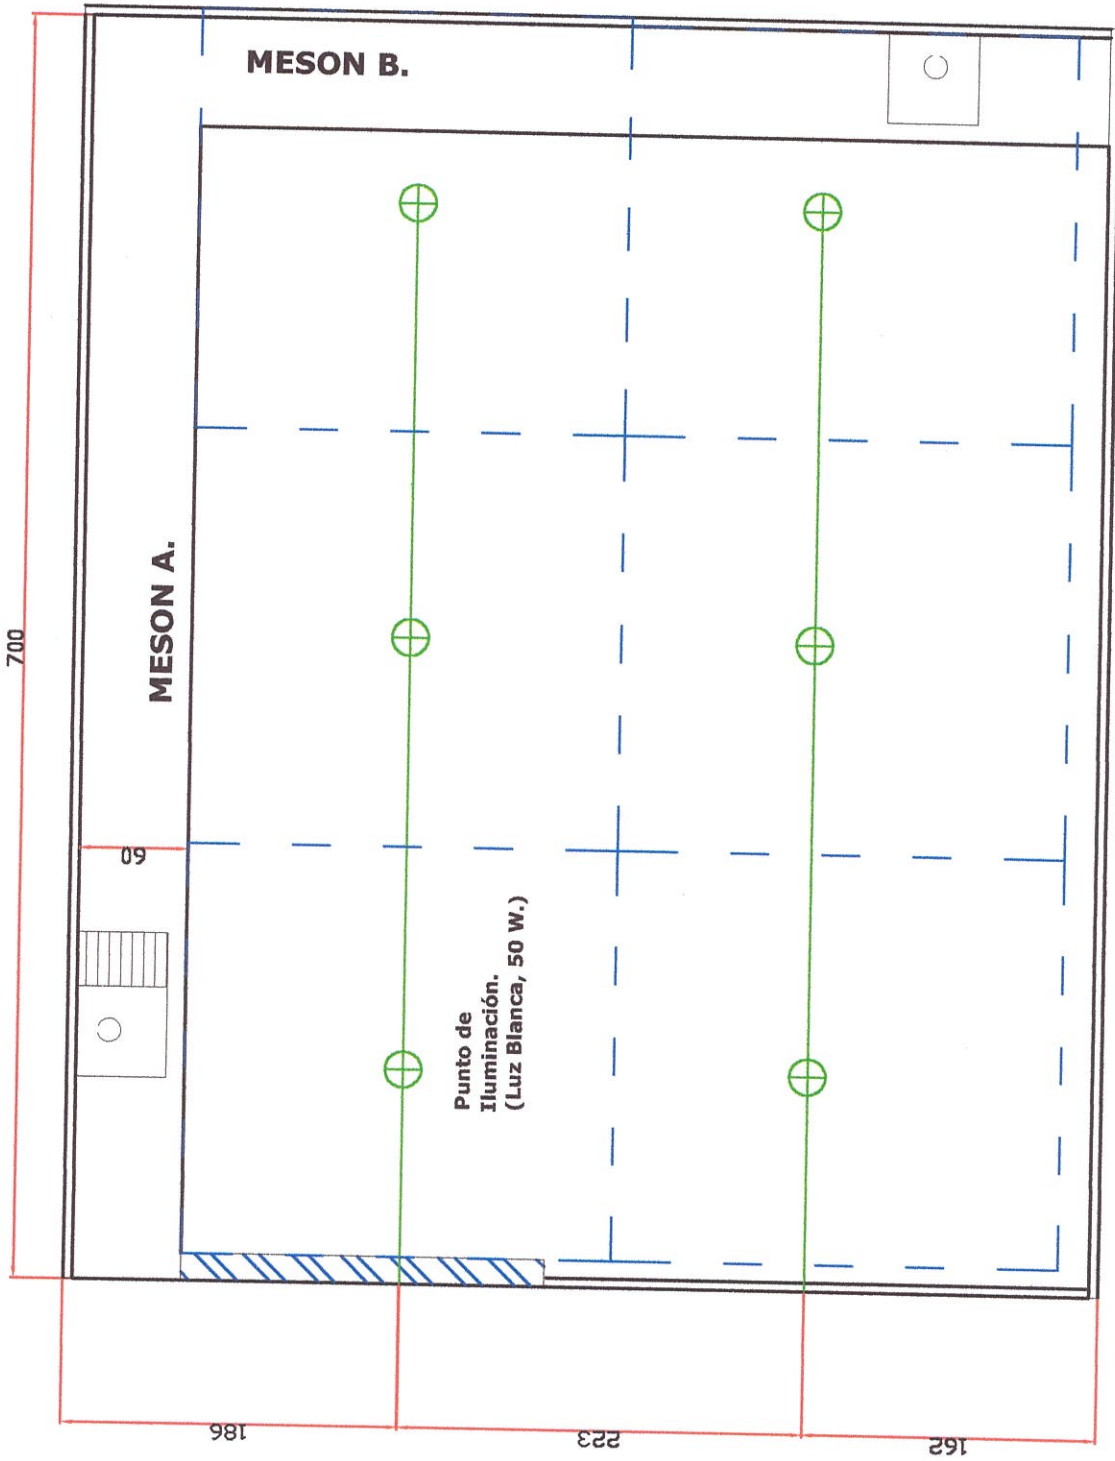 MESON B.
700
MESON A.
60
Punto de
Iluminación.
(Luz Blanca, 50 W.)
186
223
162